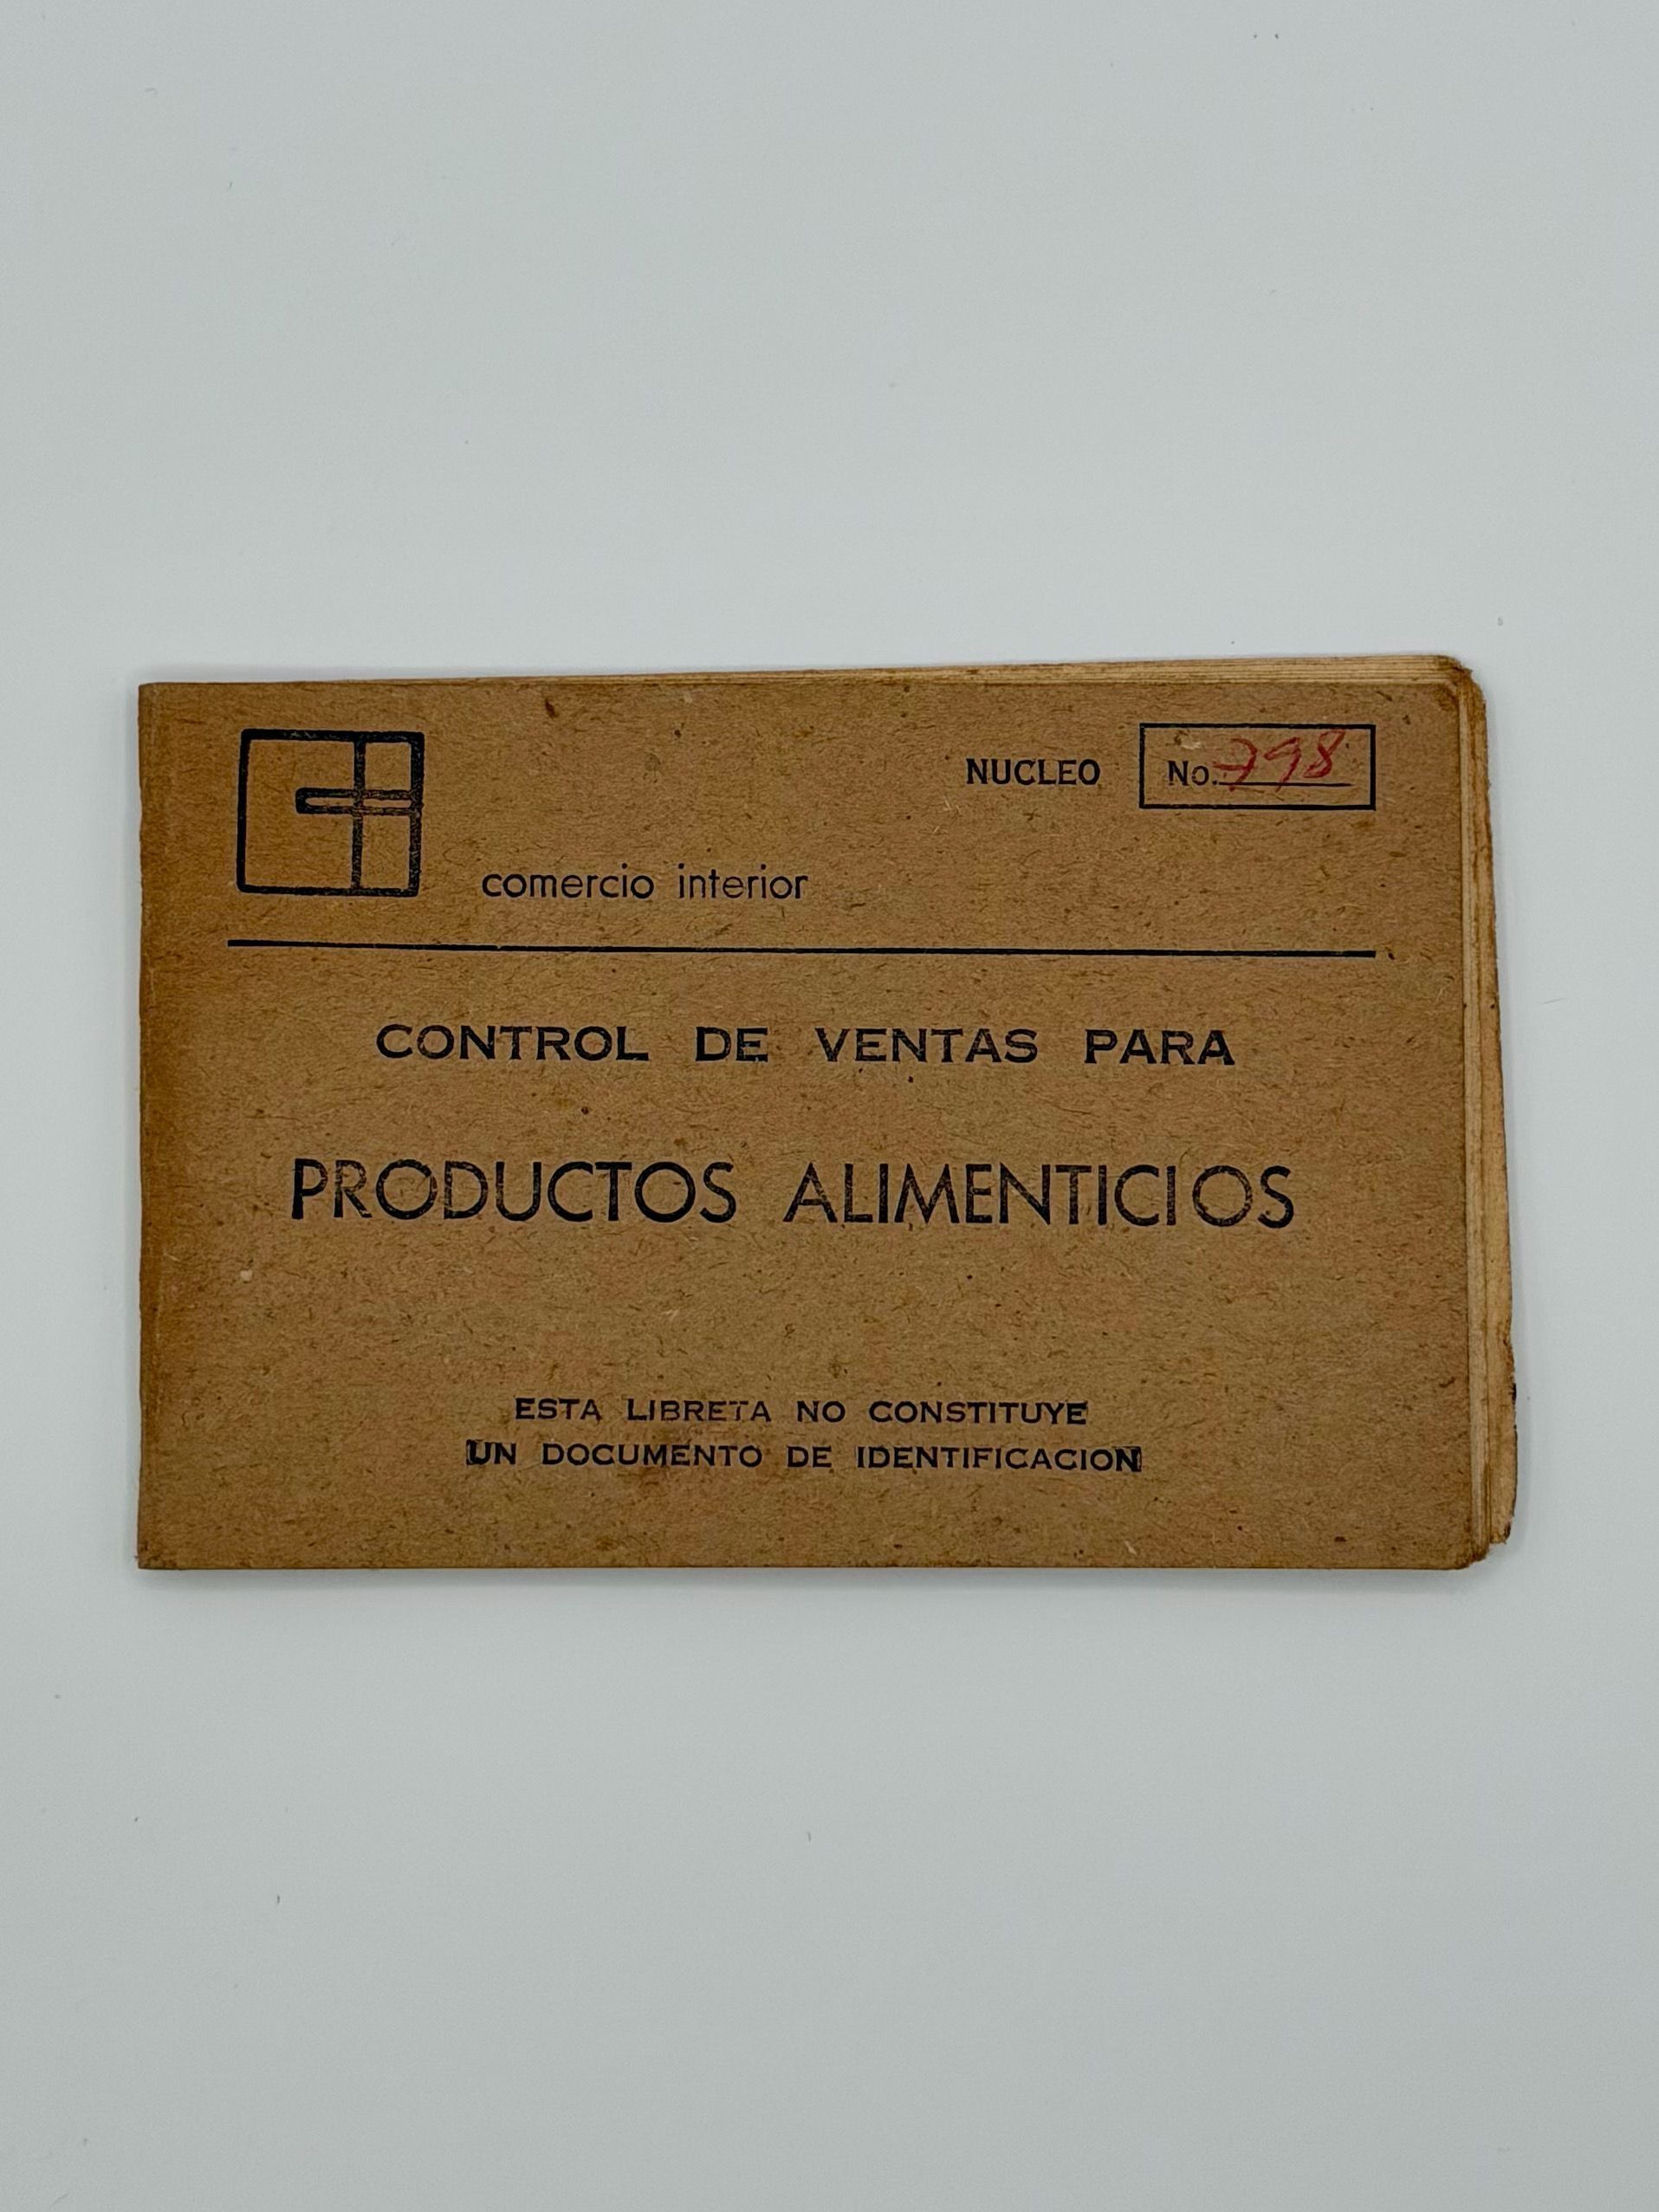 NUCLEO No. 798
comercio interior
CONTROL DE VENTAS PARA
PRODUCTOS ALIMENTICIOS
ESTA LIBRETA NO CONSTITUYE
UN DOCUMENTO DE IDENTIFICACION